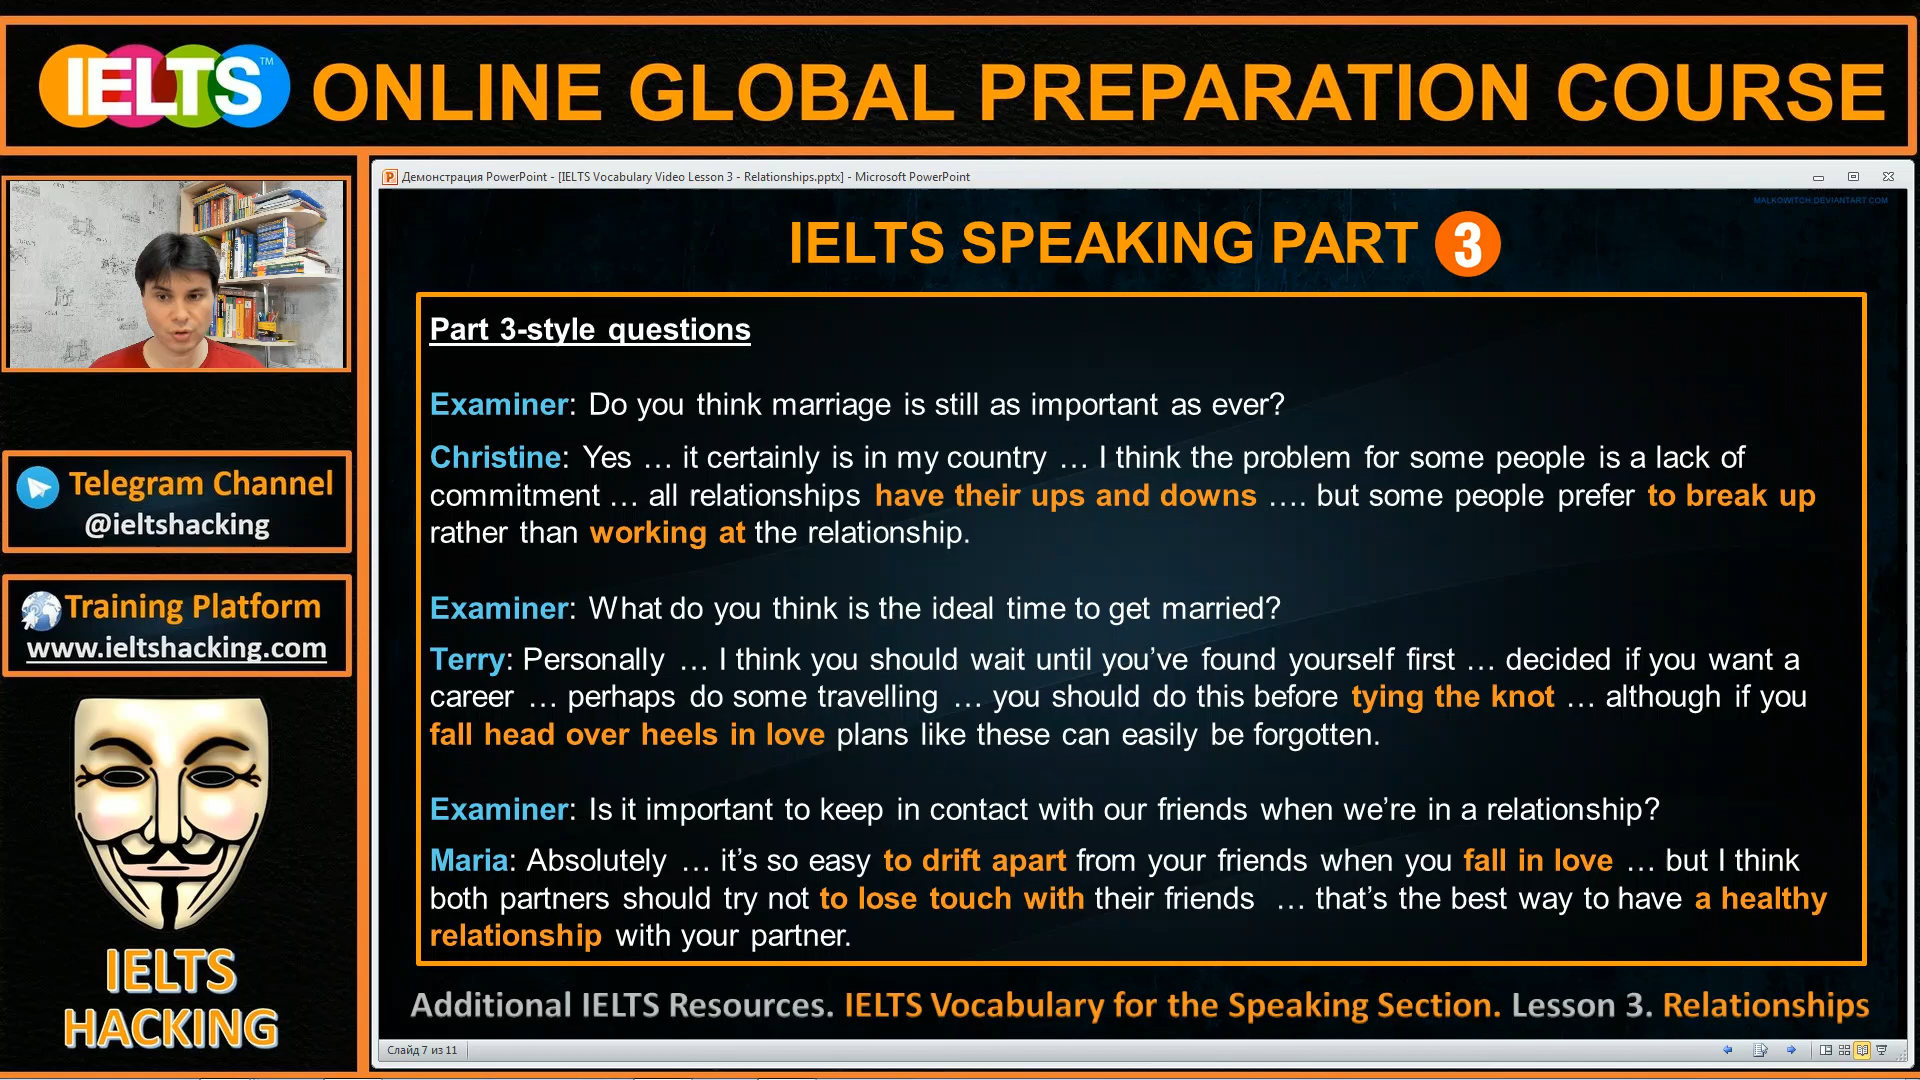 IELTS™ ONLINE GLOBAL PREPARATION COURSE
Демонстрация PowerPoint - [IELTS Vocabulary Video Lesson 3 - Relationships.pptx] - Microsoft PowerPoint
MALKOWITCH.DEVIANTART.COM
IELTS SPEAKING PART 3
Part 3-style questions
Examiner: Do you think marriage is still as important as ever?
Christine: Yes … it certainly is in my country … I think the problem for some people is a lack of
commitment … all relationships have their ups and downs …. but some people prefer to break up
rather than working at the relationship.
Examiner: What do you think is the ideal time to get married?
Terry: Personally … I think you should wait until you’ve found yourself first … decided if you want a
career … perhaps do some travelling … you should do this before tying the knot … although if you
fall head over heels in love plans like these can easily be forgotten.
Examiner: Is it important to keep in contact with our friends when we’re in a relationship?
Maria: Absolutely … it’s so easy to drift apart from your friends when you fall in love … but I think
both partners should try not to lose touch with their friends … that’s the best way to have a healthy
relationship with your partner.
Additional IELTS Resources. IELTS Vocabulary for the Speaking Section. Lesson 3. Relationships
Слайд 7 из 11
Telegram Channel
@ieltshacking
Training Platform
www.ieltshacking.com
IELTS
HACKING